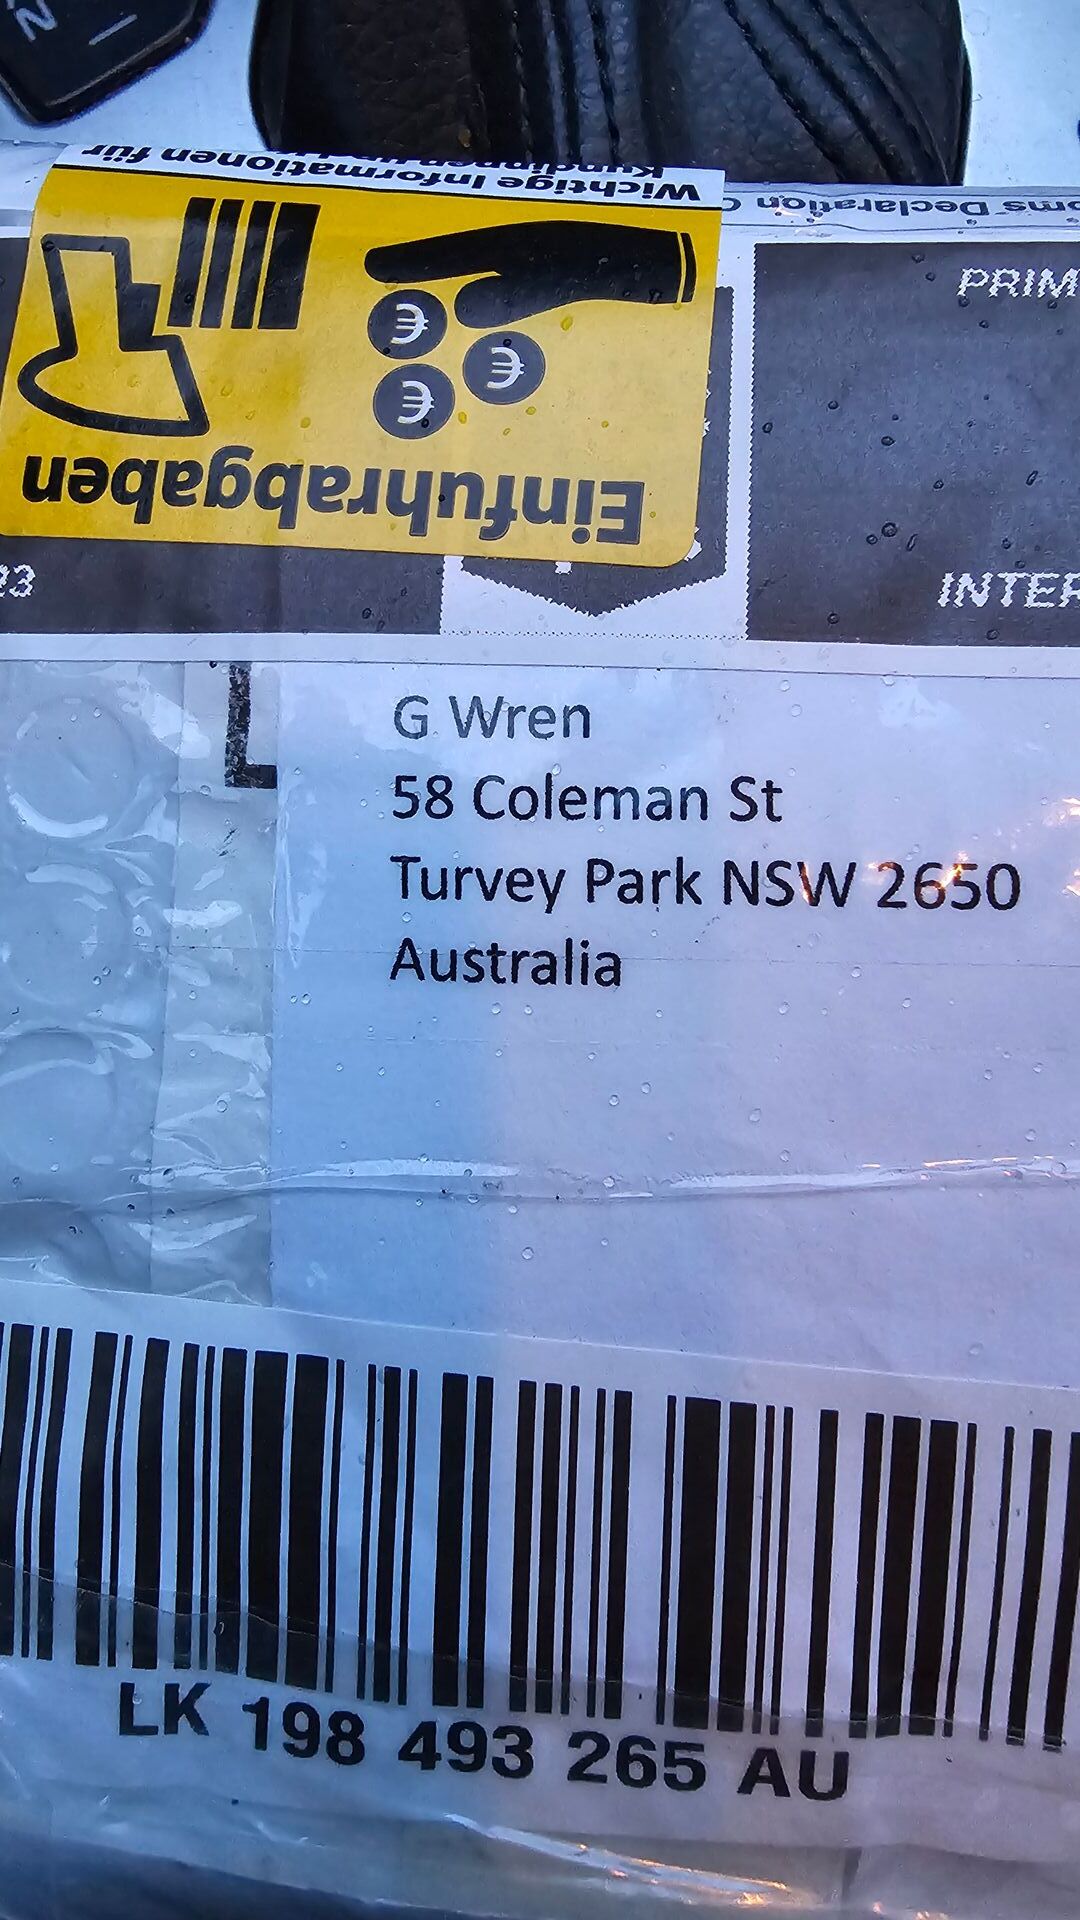 Wichtige Informationen für
Einfuhrabgaben
PRIM
INTER
23
L
G Wren
58 Coleman St
Turvey Park NSW 2650
Australia
LK 198 493 265 AU